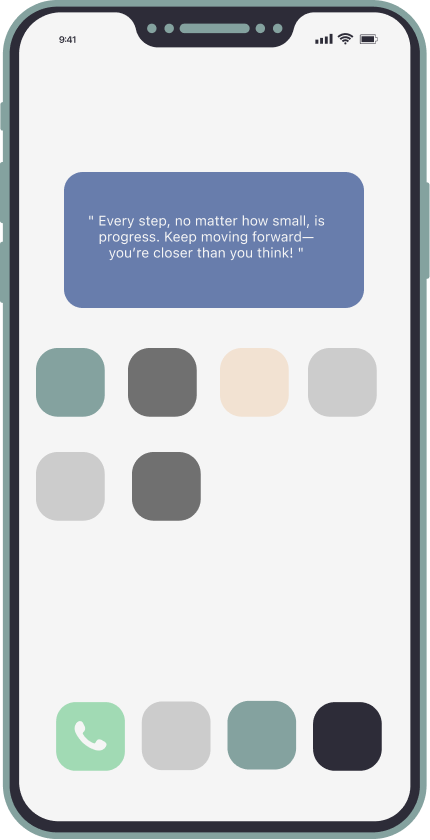 9:41
" Every step, no matter how small, is
progress. Keep moving forward—
you’re closer than you think! "